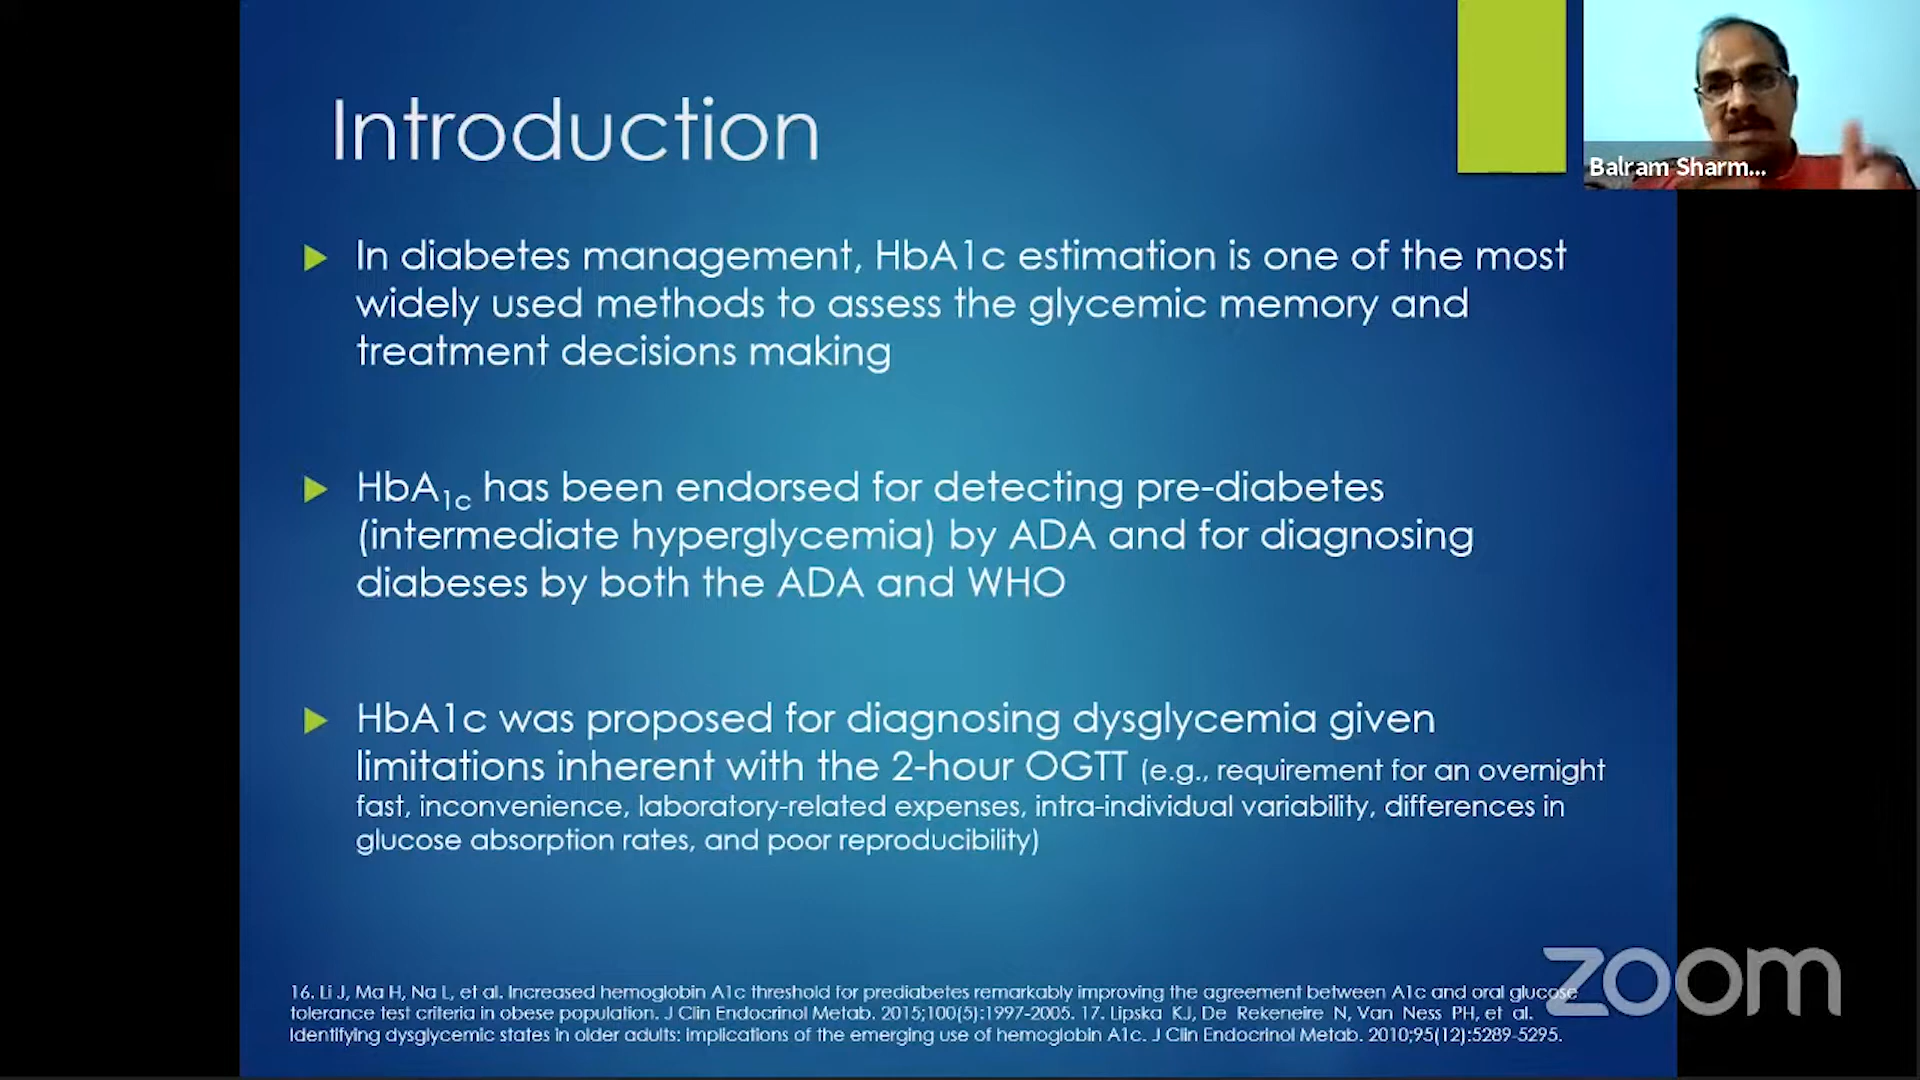 Introduction
Balram Sharm...
In diabetes management, HbA1c estimation is one of the most
widely used methods to assess the glycemic memory and
treatment decisions making
HbA1c has been endorsed for detecting pre-diabetes
(intermediate hyperglycemia) by ADA and for diagnosing
diabeses by both the ADA and WHO
HbA1c was proposed for diagnosing dysglycemia given
limitations inherent with the 2-hour OGTT (e.g., requirement for an overnight
fast, inconvenience, laboratory-related expenses, intra-individual variability, differences in
glucose absorption rates, and poor reproducibility)
16. Li J, Ma H, Na L, et al. Increased hemoglobin A1c threshold for prediabetes remarkably improving the agreement between A1c and oral glucose
tolerance test criteria in obese population. J Clin Endocrinol Metab. 2015;100(5):1997-2005. 17. Lipska KJ, De Rekeneire N, Van Ness PH, et al.
Identifying dysglycemic states in older adults: implications of the emerging use of hemoglobin A1c. J Clin Endocrinol Metab. 2010;95(12):5289-5295.
zoom